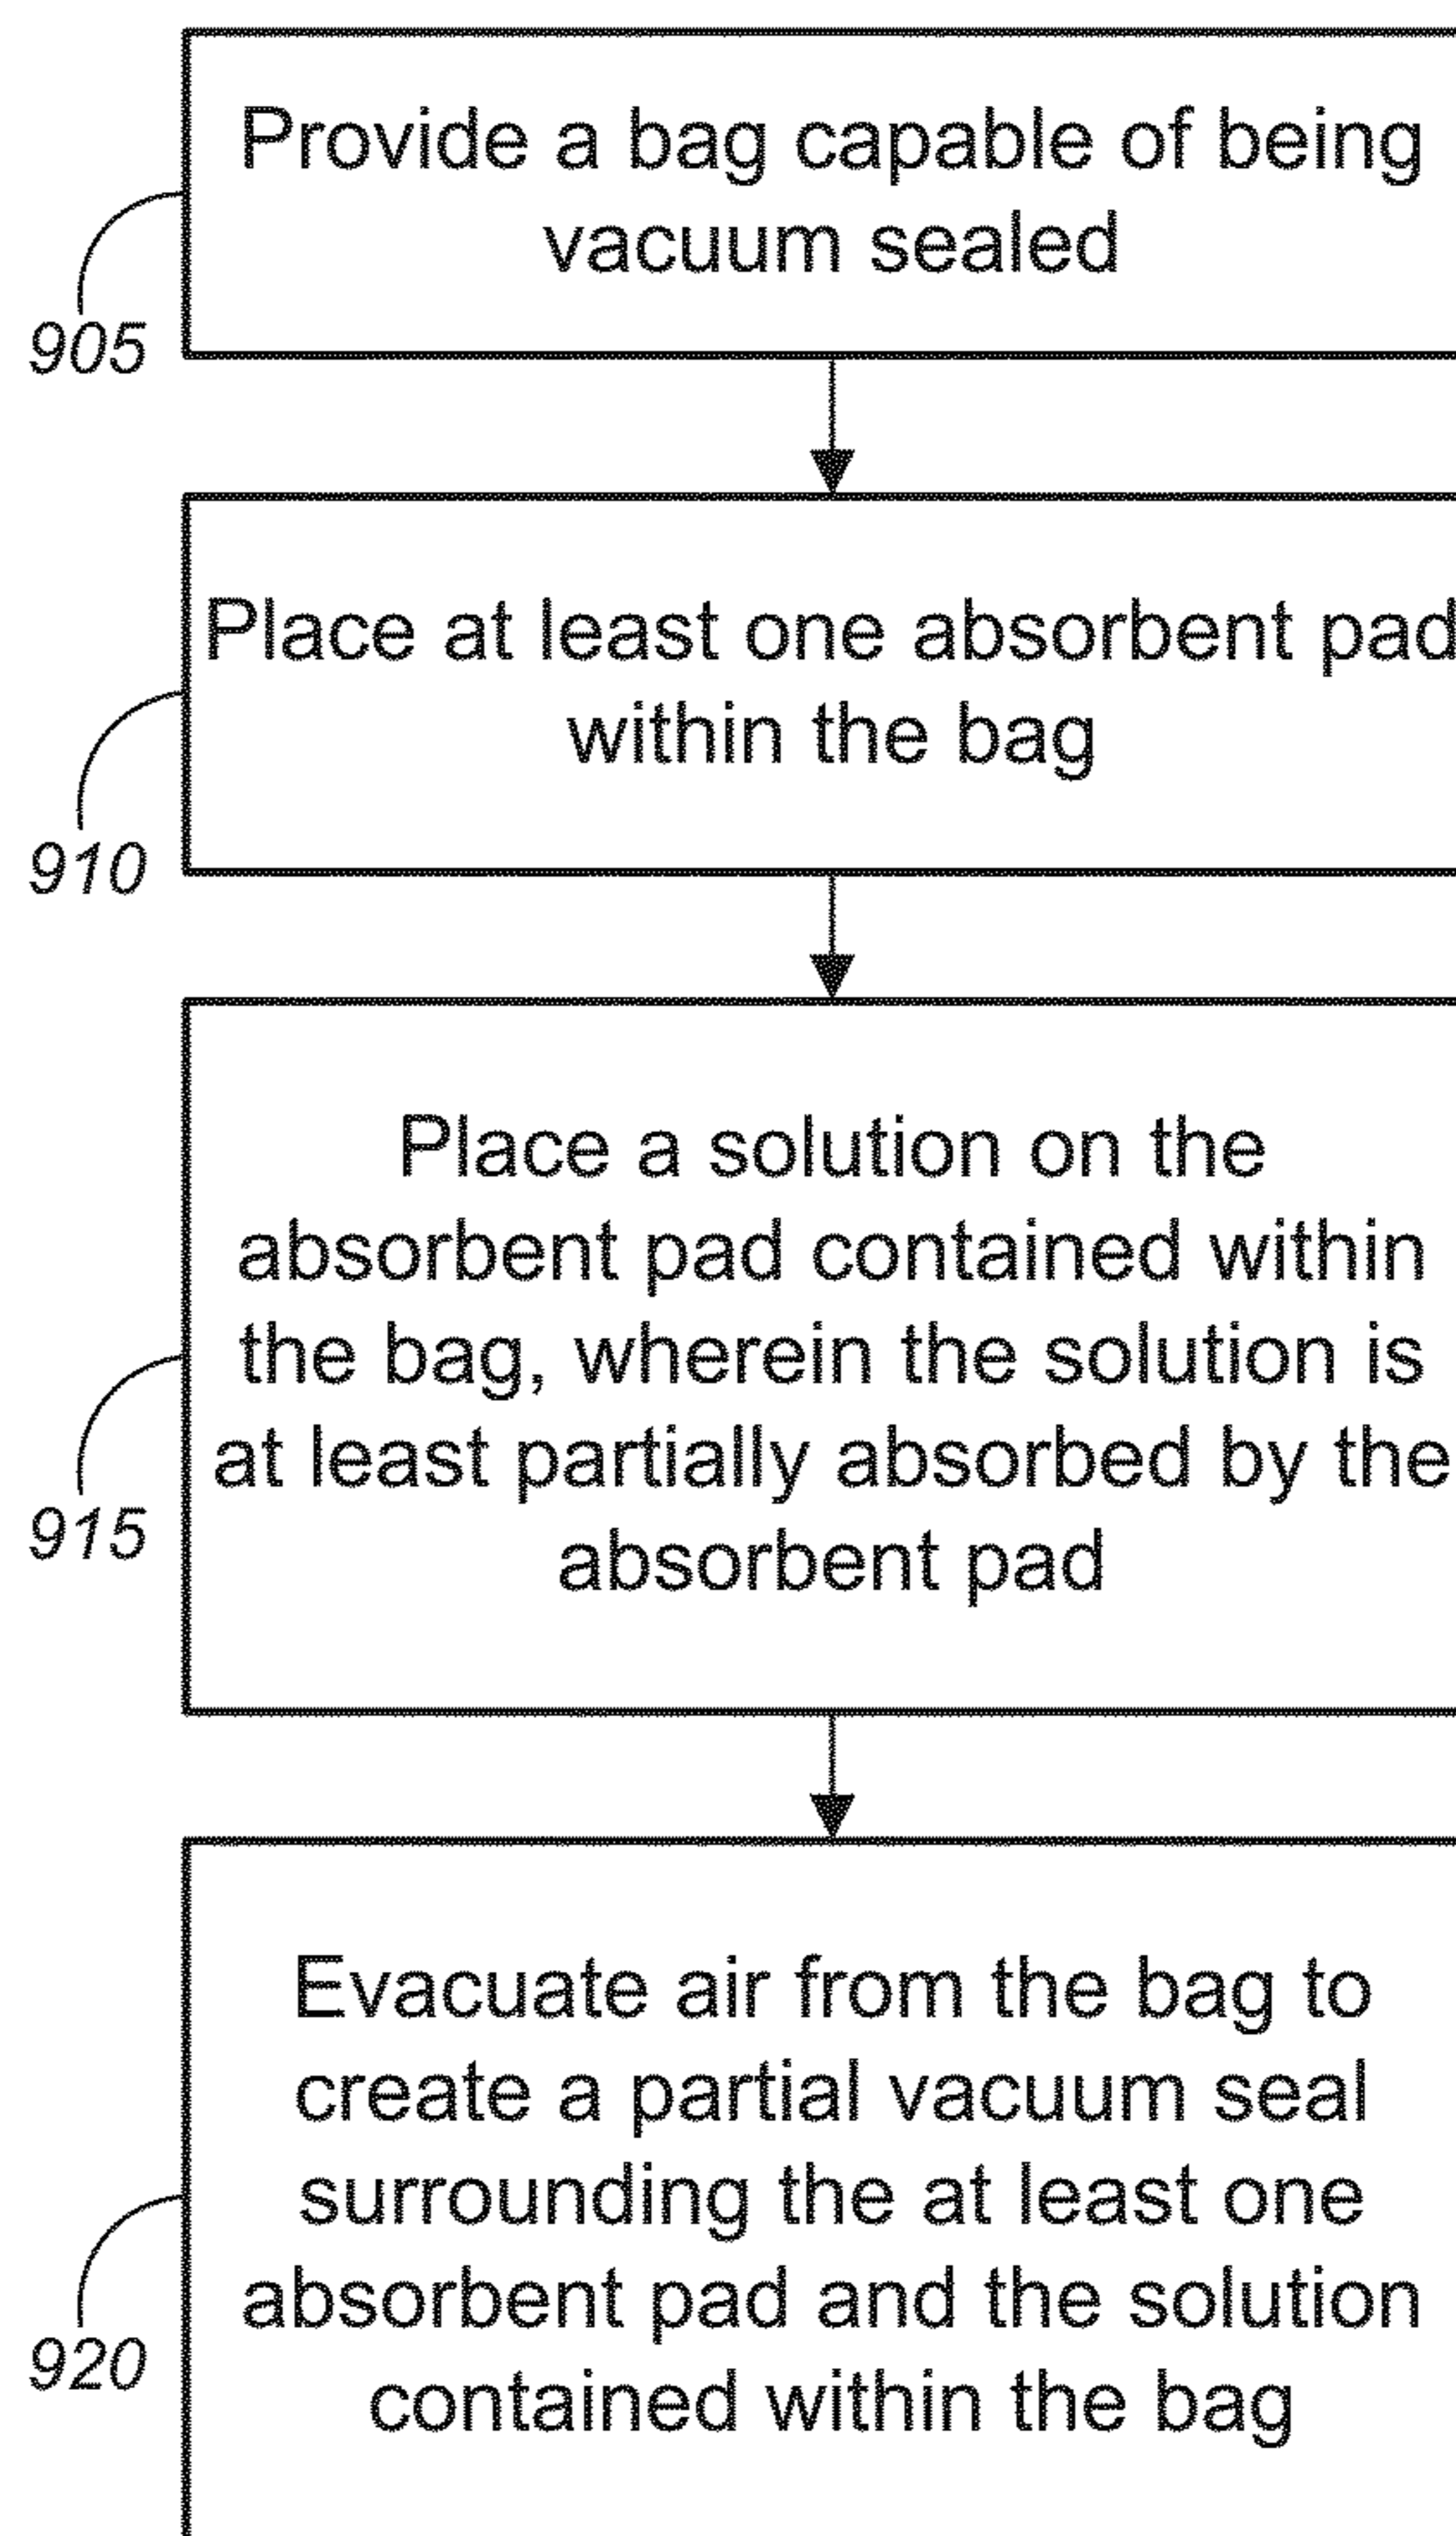 Provide a bag capable of being
vacuum sealed
905
Place at least one absorbent pad
within the bag
910
Place a solution on the
absorbent pad contained within
the bag, wherein the solution is
at least partially absorbed by the
absorbent pad
915
Evacuate air from the bag to
create a partial vacuum seal
surrounding the at least one
absorbent pad and the solution
contained within the bag
920